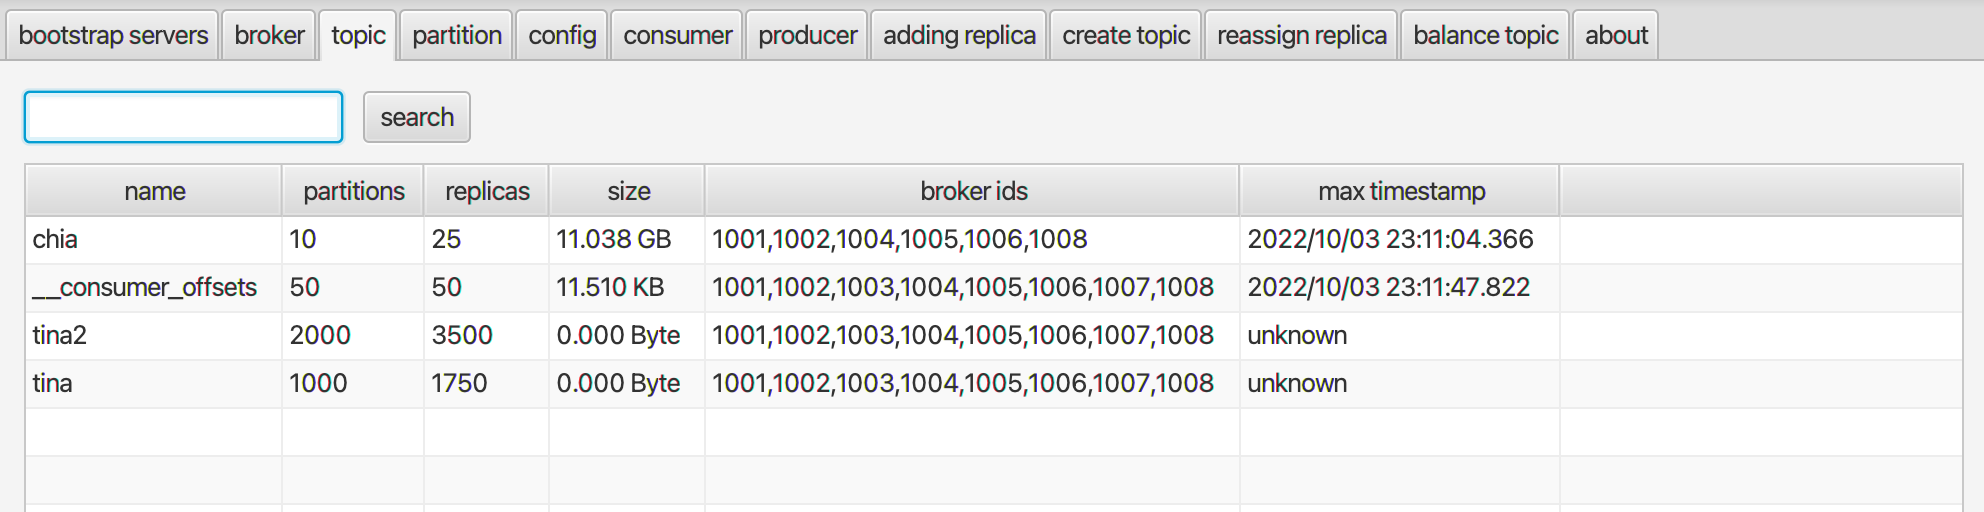 bootstrap servers broker topic partition config consumer producer adding replica create topic reassign replica balance topic about
search
name partitions replicas size broker ids max timestamp
chia 10 25 11.038 GB 1001,1002,1004,1005,1006,1008 2022/10/03 23:11:04.366
__consumer_offsets 50 50 11.510 KB 1001,1002,1003,1004,1005,1006,1007,1008 2022/10/03 23:11:47.822
tina2 2000 3500 0.000 Byte 1001,1002,1003,1004,1005,1006,1007,1008 unknown
tina 1000 1750 0.000 Byte 1001,1002,1003,1004,1005,1006,1007,1008 unknown